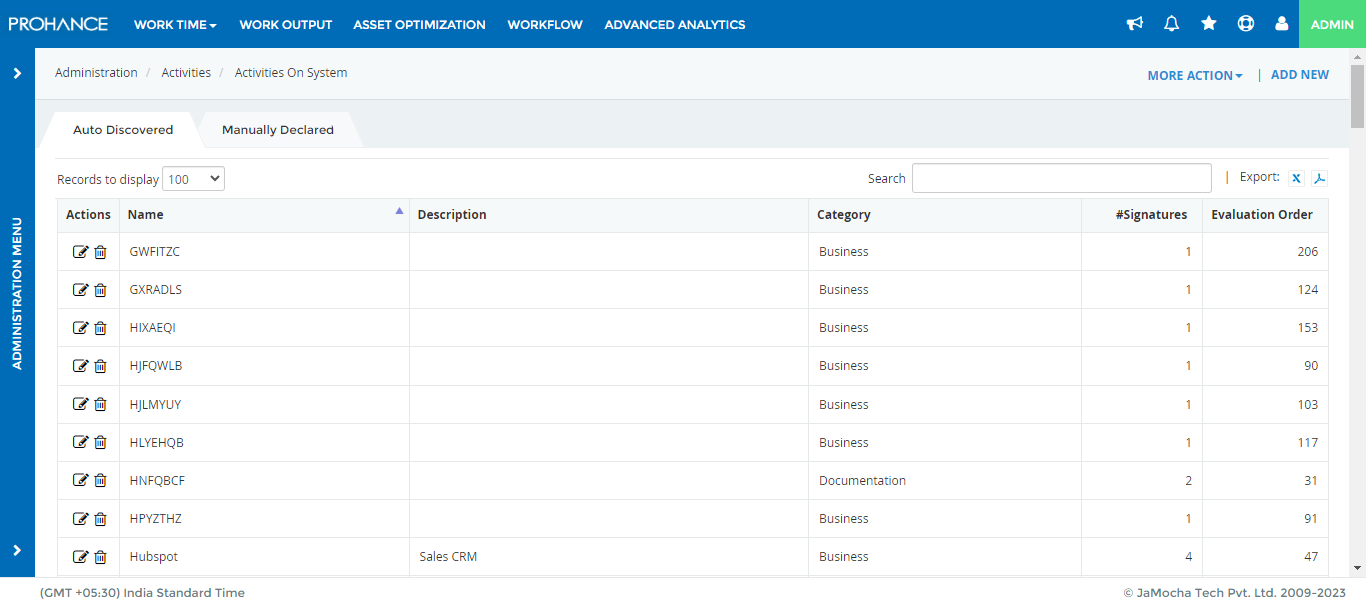 PROHANCE WORK TIME WORK OUTPUT ASSET OPTIMIZATION WORKFLOW ADVANCED ANALYTICS ADMIN
Administration / Activities / Activities On System MORE ACTION | ADD NEW
Auto Discovered Manually Declared
Records to display 100 Search | Export:
Actions Name Description Category #Signatures Evaluation Order
GWFITZC Business 1 206
GXRADLS Business 1 124
HIXAEQI Business 1 153
HJFQWLB Business 1 90
HJLMYUY Business 1 103
HLYEHQB Business 1 117
HNFQBCF Documentation 2 31
HPYZTHZ Business 1 91
Hubspot Sales CRM Business 4 47
ADMINISTRATION MENU
(GMT +05:30) India Standard Time © JaMocha Tech Pvt. Ltd. 2009-2023